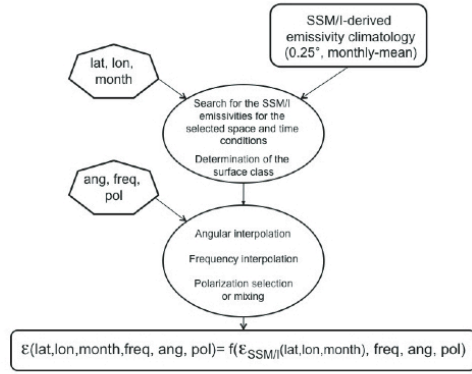 SSM/I-derived
emissivity climatology
(0.25°, monthly-mean)
lat, lon,
month
Search for the SSM/I
emissivities for the
selected space and time
conditions
Determination of the
surface class
ang, freq,
pol
Angular interpolation
Frequency interpolation
Polarization selection
or mixing
Ɛ(lat,lon,month,freq, ang, pol)= f(ƐSSM/I(lat,lon,month), freq, ang, pol)